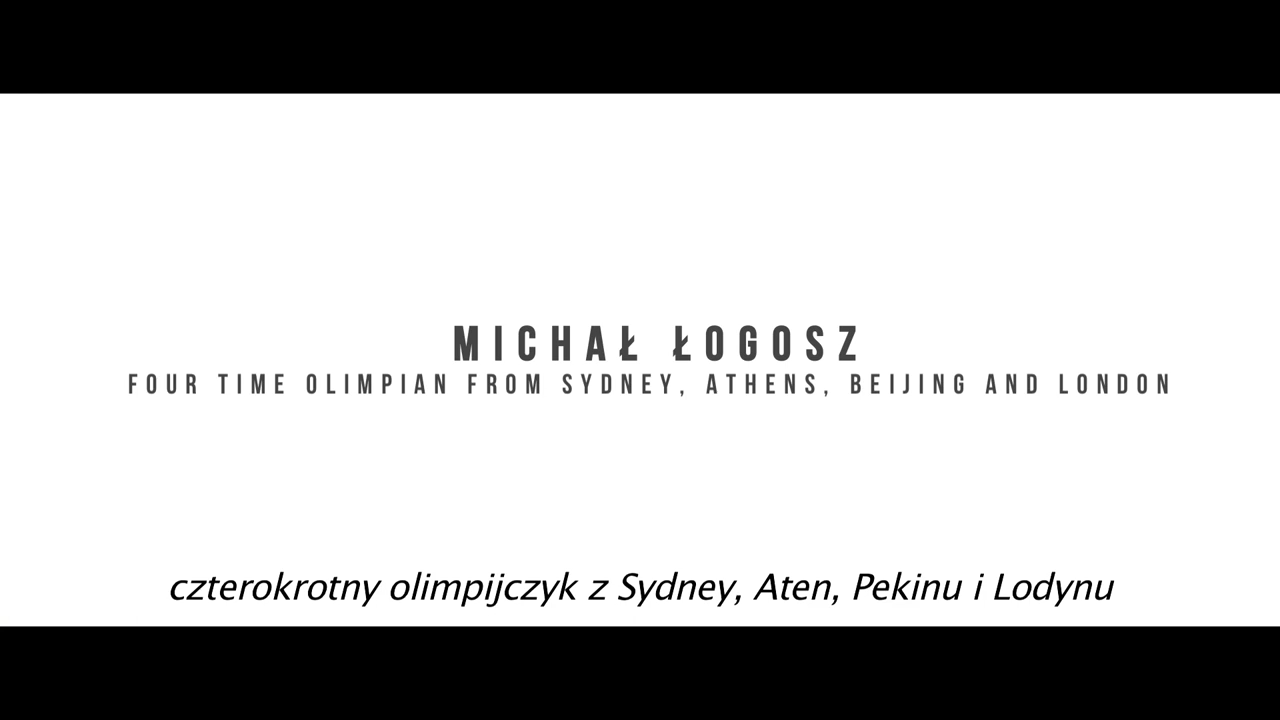 MICHAŁ ŁOGOSZ
FOUR TIME OLIMPIAN FROM SYDNEY, ATHENS, BEIJING AND LONDON
czterokrotny olimpijczyk z Sydney, Aten, Pekinu i Lodynu